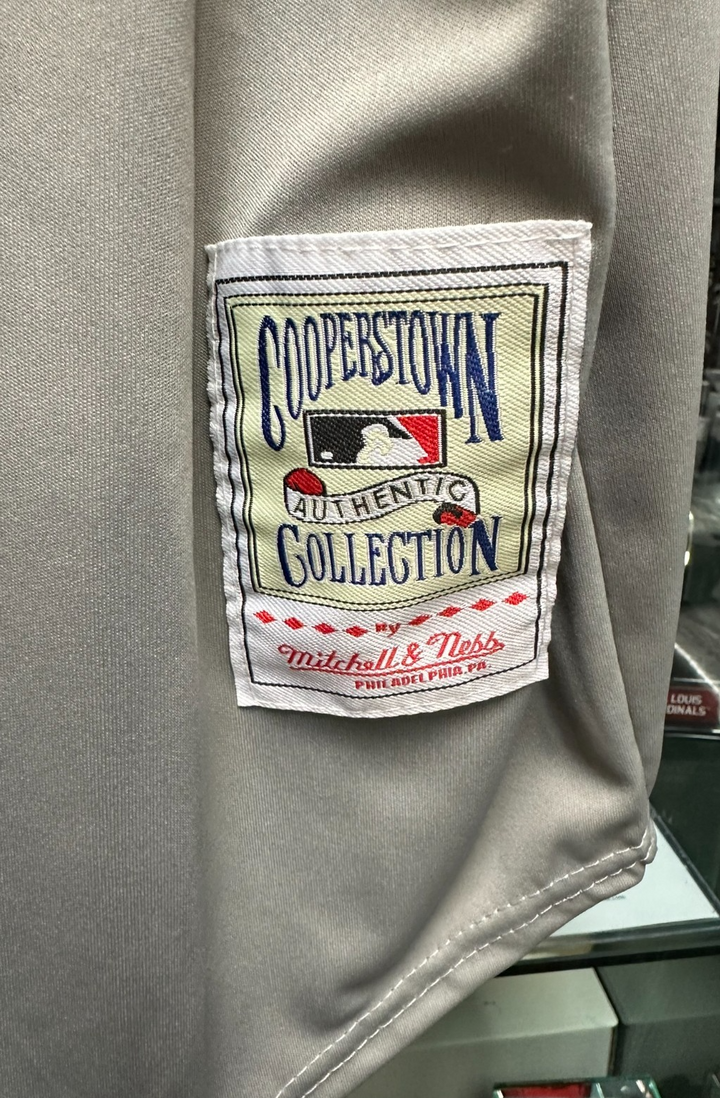 COOPERSTOWN
AUTHENTIC
COLLECTION
By
Mitchell & Ness
PHILADELPHIA, PA.
LOUIS
DINALS